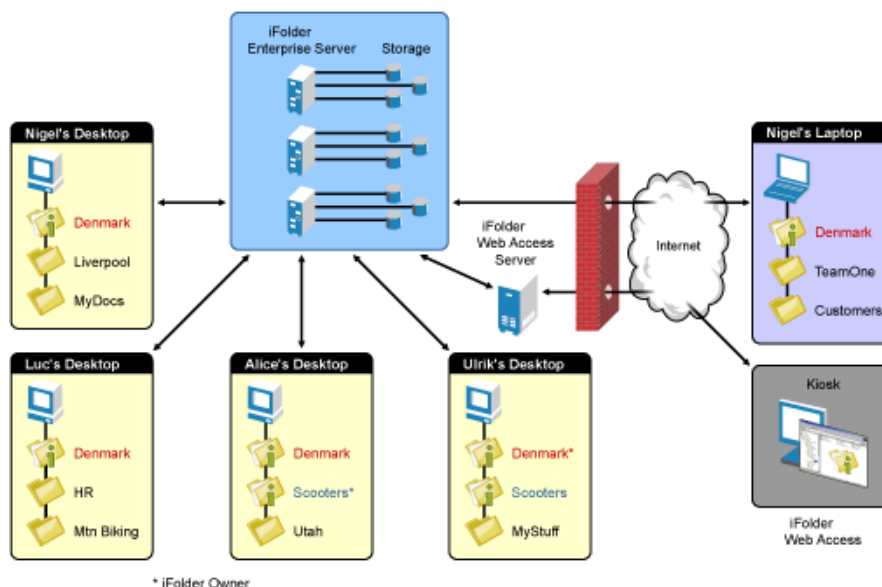 iFolder
Enterprise Server
Storage
Nigel's Desktop
Denmark
Liverpool
MyDocs
iFolder
Web Access
Server
Internet
Nigel's Laptop
Denmark
TeamOne
Customers
Luc's Desktop
Denmark
HR
Mtn Biking
Alice's Desktop
Denmark
Scooters*
Utah
Ulrik's Desktop
Denmark*
Scooters
MyStuff
Kiosk
iFolder
Web Access
* iFolder Owner